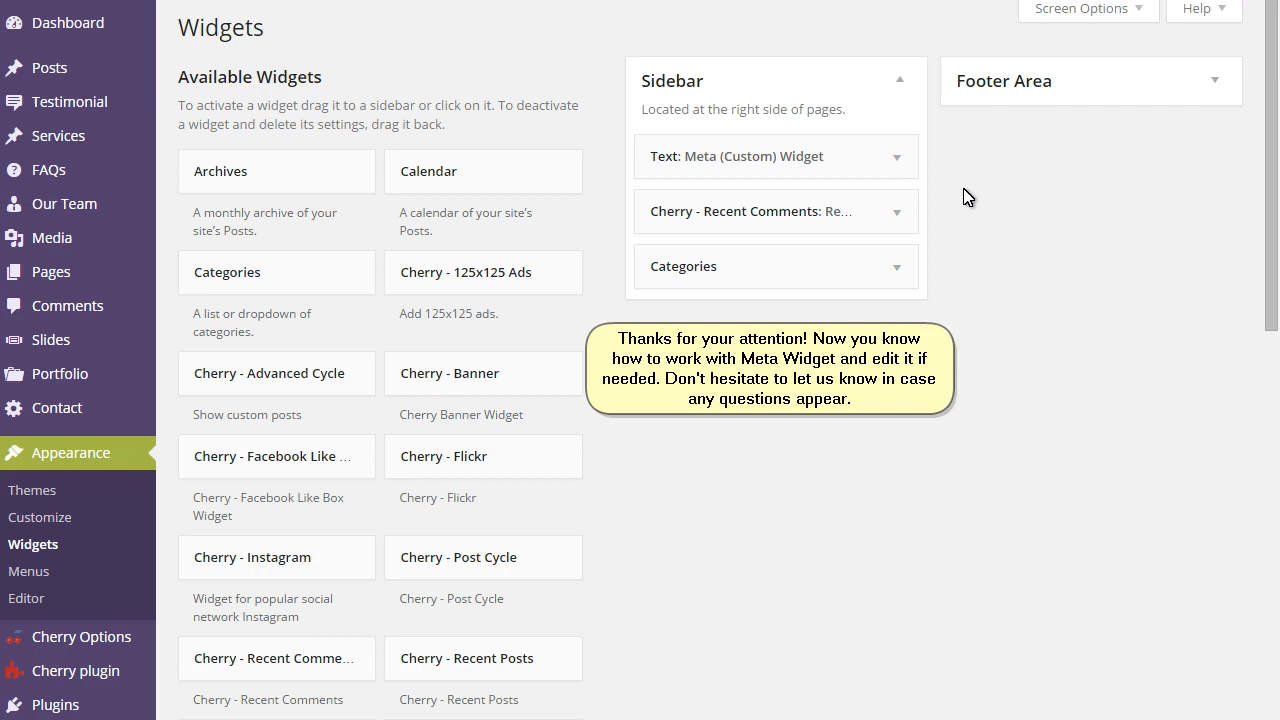 Dashboard
Posts
Testimonial
Services
FAQs
Our Team
Media
Pages
Comments
Slides
Portfolio
Contact
Appearance
Themes
Customize
Widgets
Menus
Editor
Cherry Options
Cherry plugin
Plugins
Screen Options
Help
Widgets
Available Widgets
To activate a widget drag it to a sidebar or click on it. To deactivate
a widget and delete its settings, drag it back.
Archives
A monthly archive of your
site’s Posts.
Calendar
A calendar of your site’s
Posts.
Categories
A list or dropdown of
categories.
Cherry - 125x125 Ads
Add 125x125 ads.
Cherry - Advanced Cycle
Show custom posts
Cherry - Banner
Cherry Banner Widget
Cherry - Facebook Like ...
Cherry - Facebook Like Box
Widget
Cherry - Flickr
Cherry - Flickr
Cherry - Instagram
Widget for popular social
network Instagram
Cherry - Post Cycle
Cherry - Post Cycle
Cherry - Recent Comme...
Cherry - Recent Comments
Cherry - Recent Posts
Cherry - Recent Posts
Sidebar
Located at the right side of pages.
Text: Meta (Custom) Widget
Cherry - Recent Comments: Re...
Categories
Footer Area
Thanks for your attention! Now you know
how to work with Meta Widget and edit it if
needed. Don't hesitate to let us know in case
any questions appear.